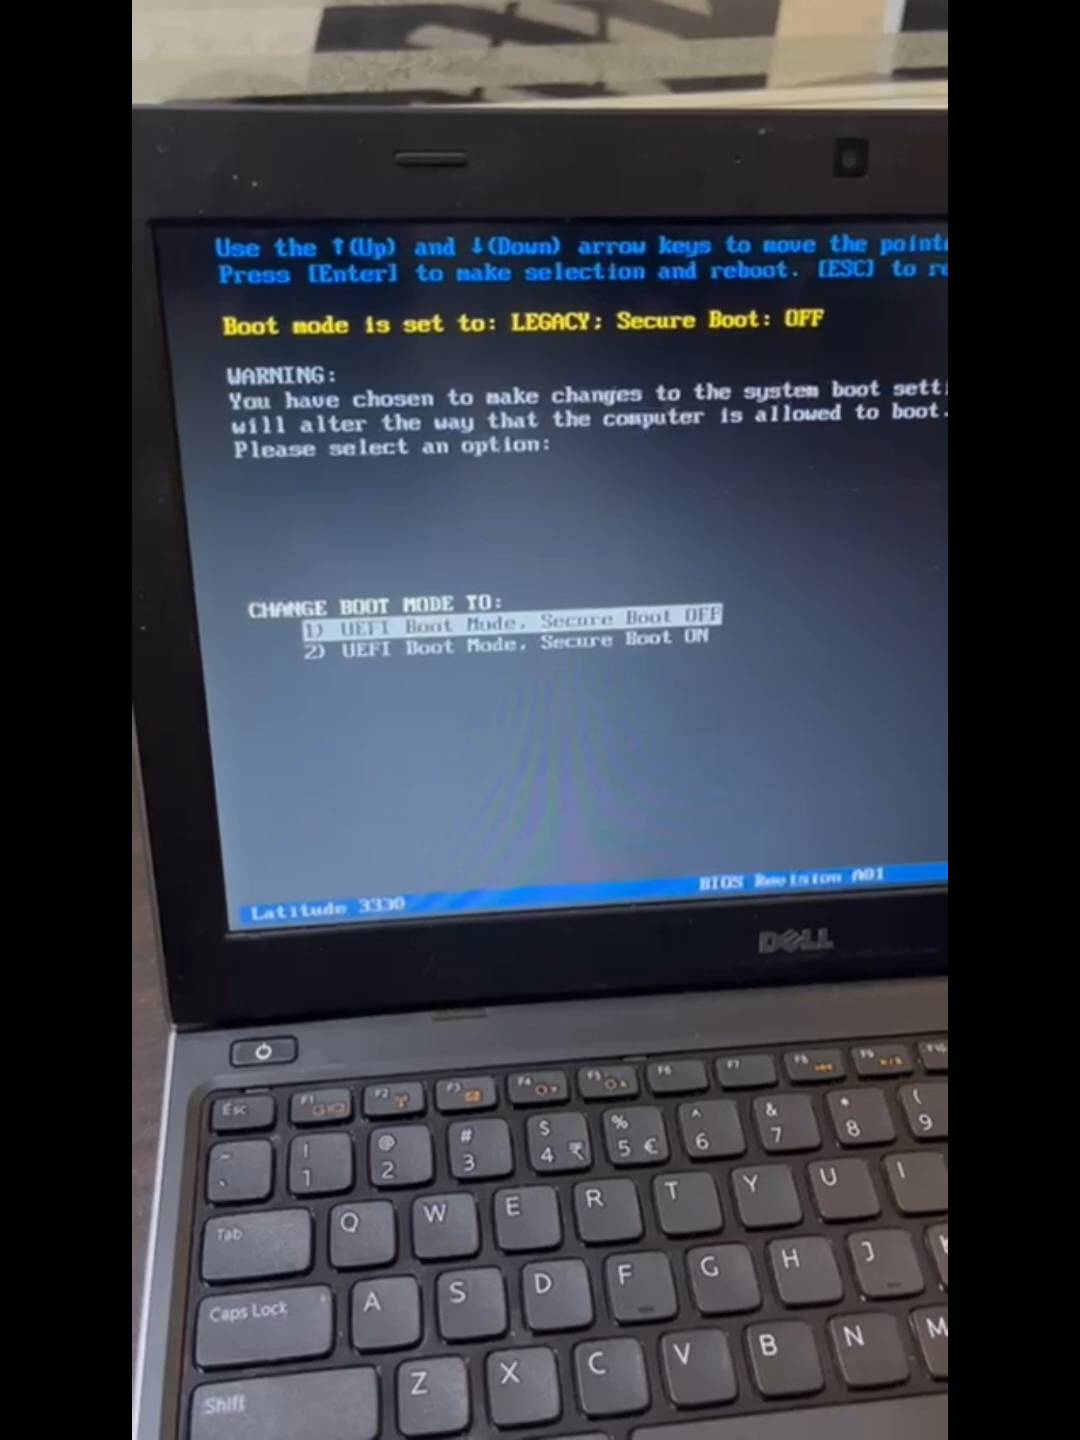 Use the ↑(Up) and ↓(Down) arrow keys to move the
Press [Enter] to make selection and reboot. [ESC] to
Boot mode is set to: LEGACY; Secure Boot: OFF
WARNING:
You have chosen to make changes to the system boot
will alter the way that the computer is allowed to boot.
Please select an option:
CHANGE BOOT MODE TO:
1) UEFI Boot Mode, Secure Boot OFF
2) UEFI Boot Mode, Secure Boot ON
Latitude 3330 BIOS Revision A01
DELL
Esc F1 F2 F3 F4 F5 F6 F7 F8 F9 F10
~ ` ! 1 @ 2 # 3 $ 4 ₹ % 5 € ^ 6 & 7 * 8 ( 9
Tab Q W E R T Y U I
Caps Lock A S D F G H J
Shift Z X C V B N M